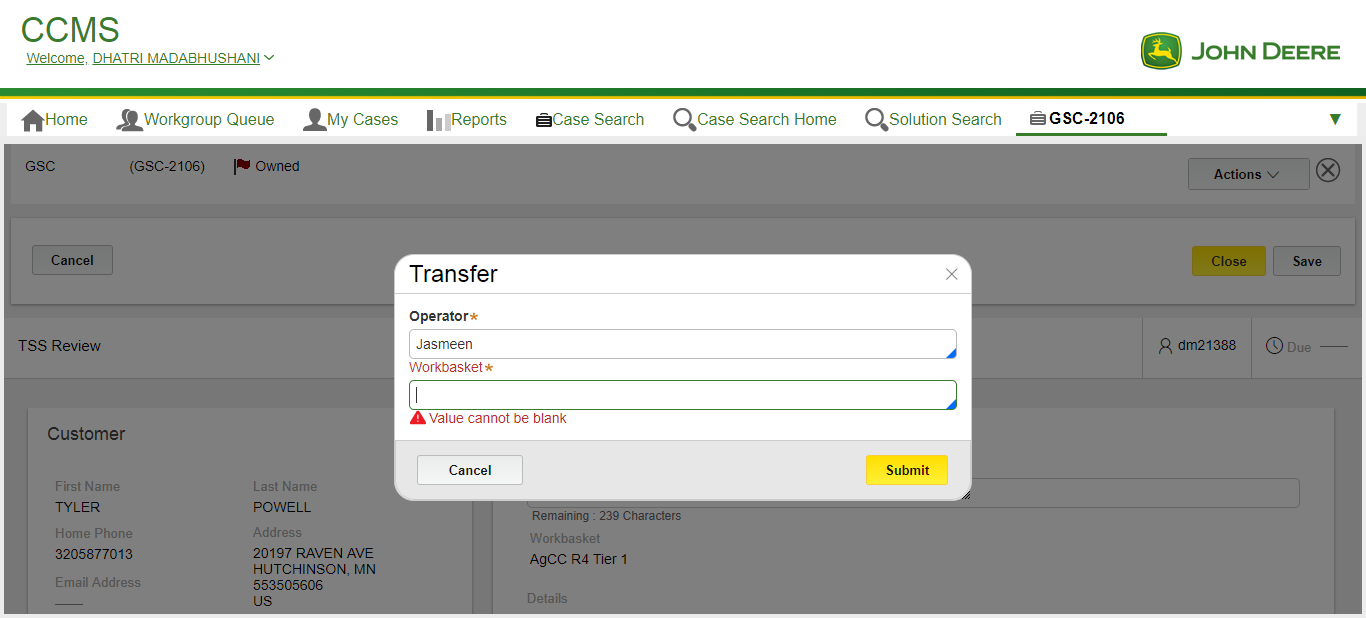 CCMS
Welcome, DHATRI MADABHUSHANI
JOHN DEERE
Home Workgroup Queue My Cases Reports Case Search Case Search Home Solution Search GSC-2106
GSC (GSC-2106) Owned
Actions
Cancel
Close Save
Transfer
Operator*
Jasmeen
Workbasket*
Value cannot be blank
Cancel Submit
TSS Review
dm21388 Due
Customer
First Name Last Name
TYLER POWELL
Home Phone Address
3205877013 20197 RAVEN AVE
HUTCHINSON, MN
Email Address 553505606
US
Remaining : 239 Characters
Workbasket
AgCC R4 Tier 1
Details